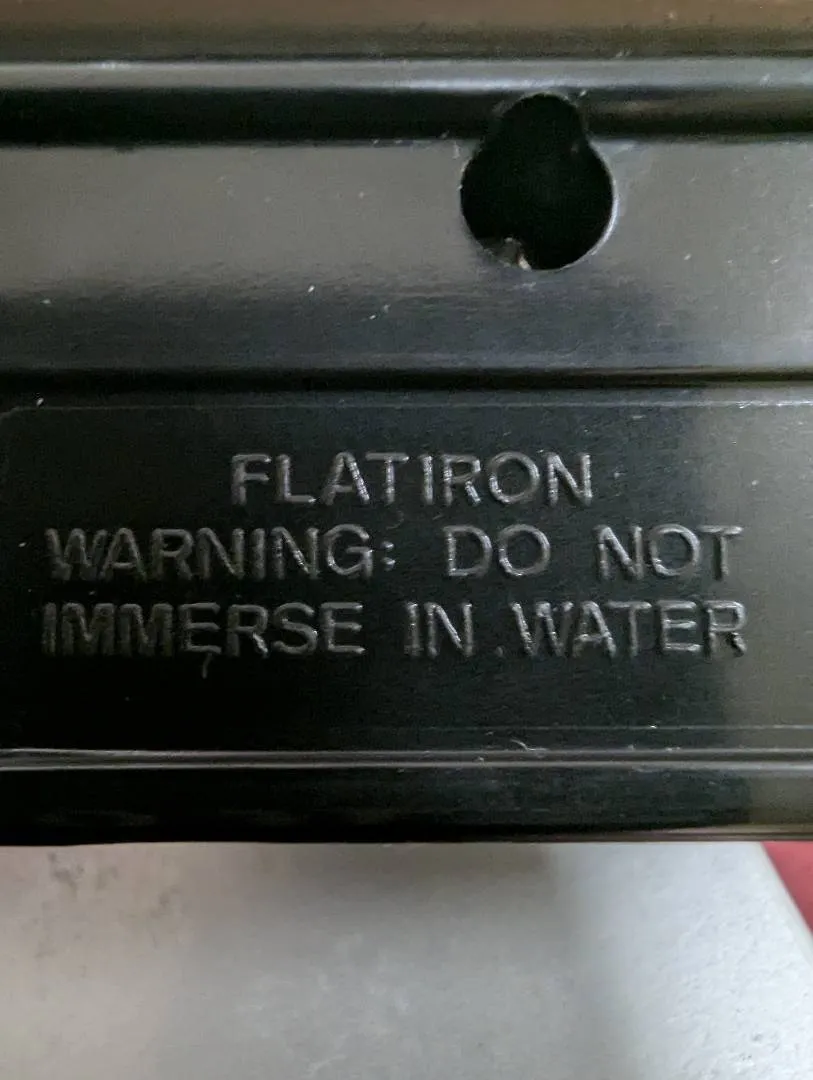 FLATIRON
WARNING: DO NOT
IMMERSE IN WATER